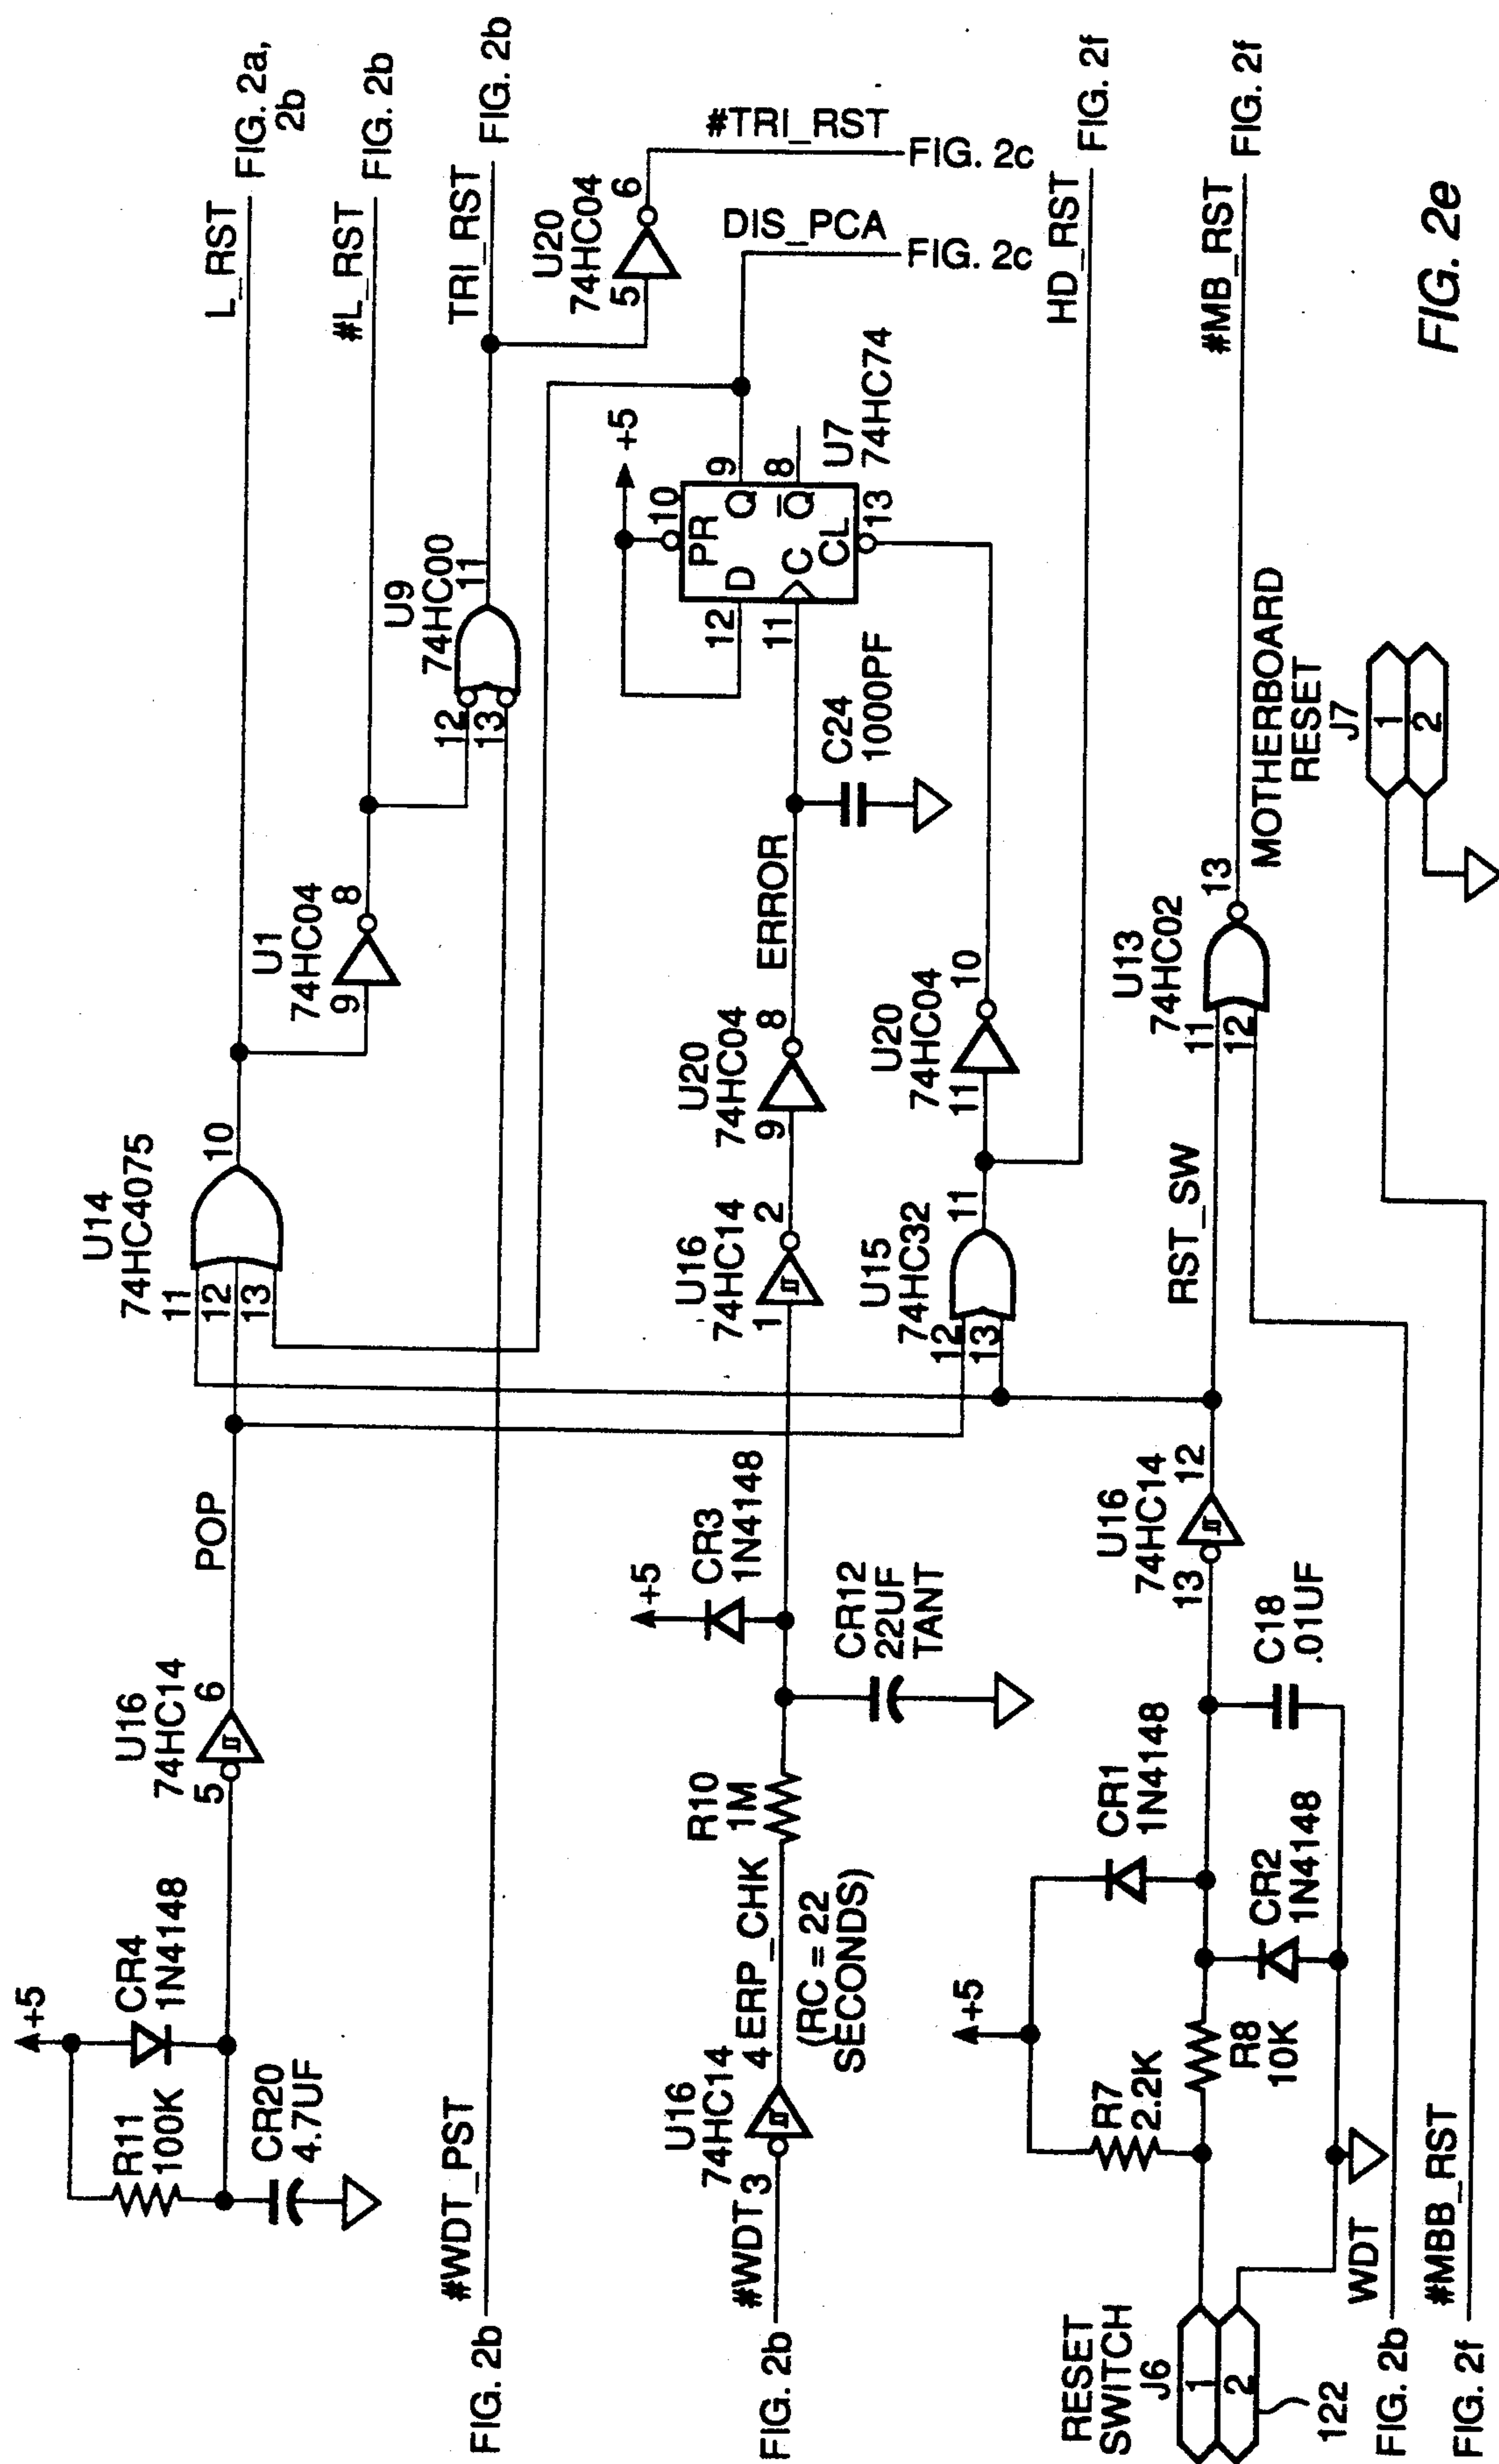 +5
R11
100K
CR4
1N4148
CR20
4.7UF
U16
74HC14
5
6
POP
U14
74HC4075
11
12
13
10
L_RST
FIG. 2a,
2b
U1
74HC04
9
8
#L_RST
FIG. 2b
FIG. 2b
#WDT_PST
U9
74HC00
12
13
11
TRI_RST
FIG. 2b
U20
74HC04
5
6
#TRI_RST
FIG. 2c
FIG. 2b
#WDT
3
U16
74HC14
4
ERP_CHK
(RC = 22
SECONDS)
R10
1M
+5
CR3
1N4148
CR12
22UF
TANT
U16
74HC14
1
2
U20
74HC04
9
8
ERROR
C24
1000PF
+5
10
PR
12
D
Q
9
11
C
Q
8
CL
13
U7
74HC74
DIS_PCA
FIG. 2c
U15
74HC32
12
13
11
U20
74HC04
11
10
HD_RST
FIG. 2f
RESET
SWITCH
J6
1
2
122
+5
R7
2.2K
R8
10K
CR1
1N4148
CR2
1N4148
C18
.01UF
U16
74HC14
13
12
RST_SW
U13
74HC02
11
12
13
#MB_RST
FIG. 2f
MOTHERBOARD
RESET
J7
1
2
FIG. 2b
WDT
FIG. 2f
#MBB_RST
FIG. 2e